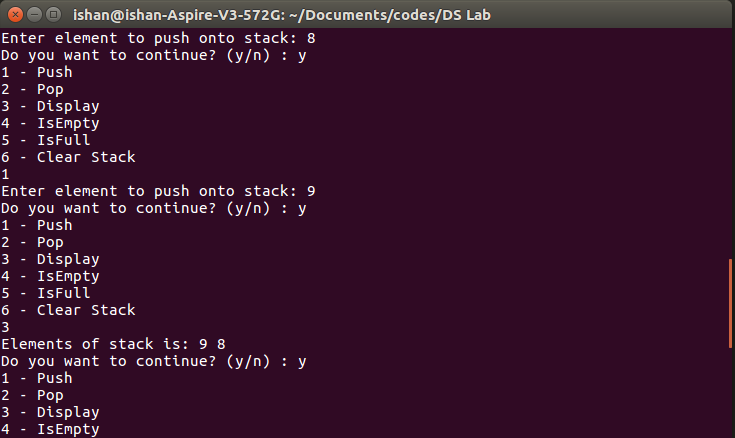 ishan@ishan-Aspire-V3-572G: ~/Documents/codes/DS Lab
Enter element to push onto stack: 8
Do you want to continue? (y/n) : y
1 - Push
2 - Pop
3 - Display
4 - IsEmpty
5 - IsFull
6 - Clear Stack
1
Enter element to push onto stack: 9
Do you want to continue? (y/n) : y
1 - Push
2 - Pop
3 - Display
4 - IsEmpty
5 - IsFull
6 - Clear Stack
3
Elements of stack is: 9 8
Do you want to continue? (y/n) : y
1 - Push
2 - Pop
3 - Display
4 - IsEmpty